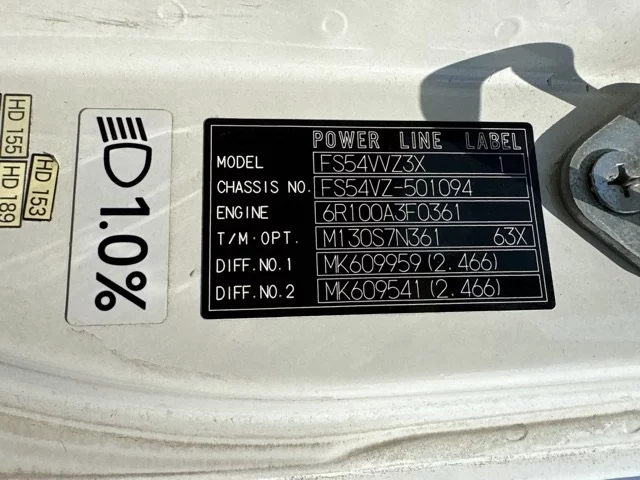 POWER LINE LABEL
MODEL FS54VVZ3X 1
CHASSIS NO. FS54VZ-501094
ENGINE 6R100A3F0361
T/M·OPT. M130S7N361 63X
DIFF.NO.1 MK609959(2.466)
DIFF.NO.2 MK609541(2.466)
1.0%
HD 155
HD 153
HD 189